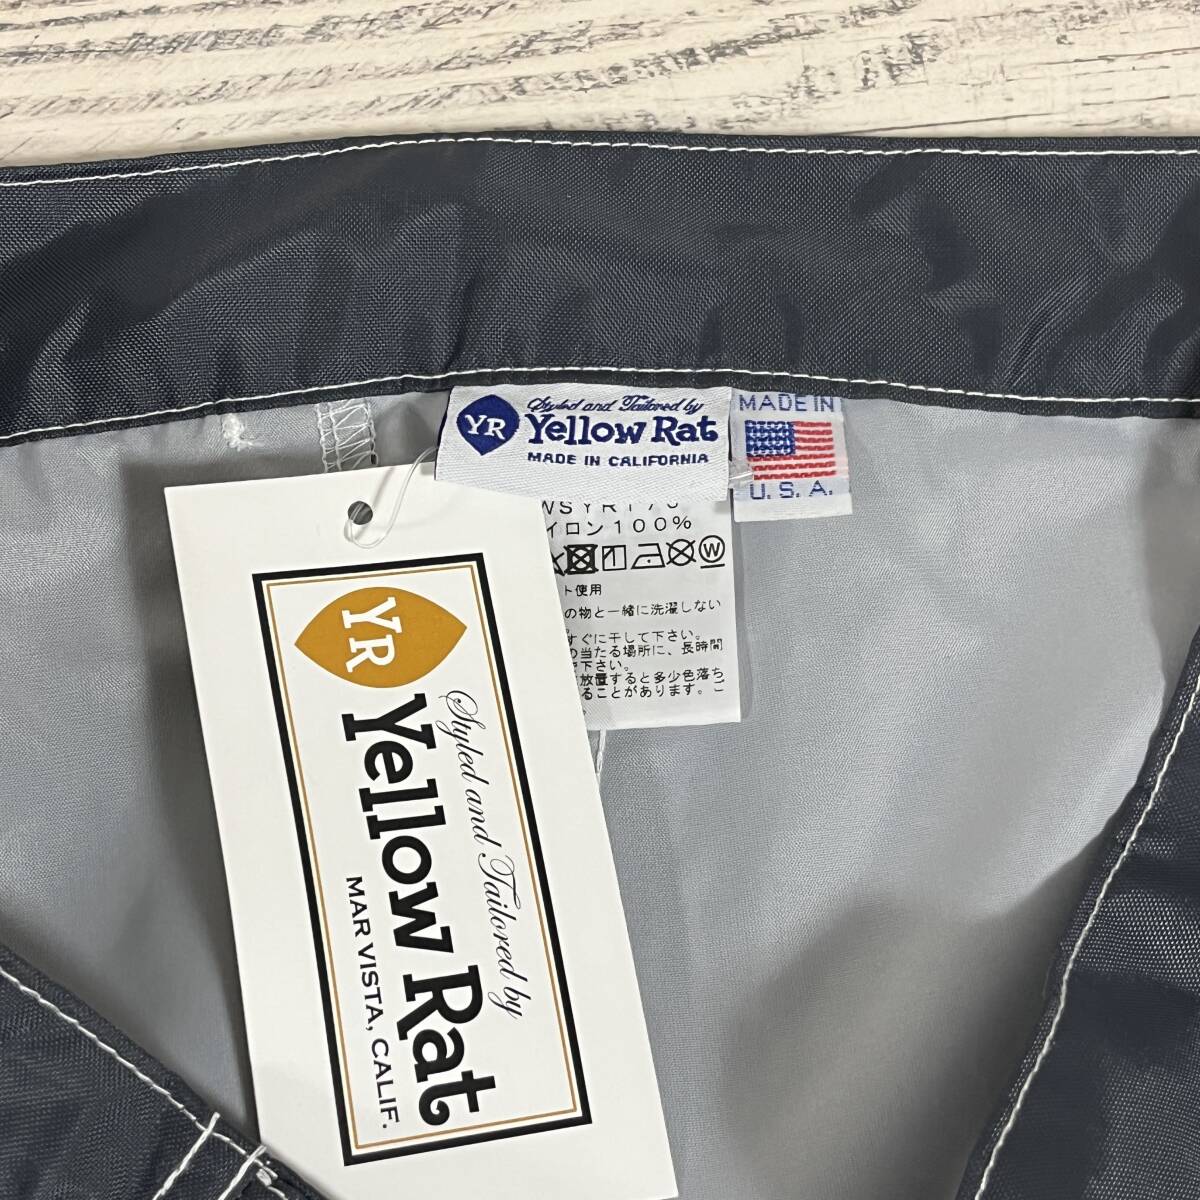 YR
Styled and Tailored by
Yellow Rat
MADE IN CALIFORNIA
MADE IN
U.S.A.
イロン100%
W
ト使用
の物と一緒に洗濯しない
すぐに干して下さい。
の当たる場所に、長時間
で下さい。
放置すると多少色落ち
ることがあります。こ
YR
Styled and Tailored by
Yellow Rat
MAR VISTA, CALIF.